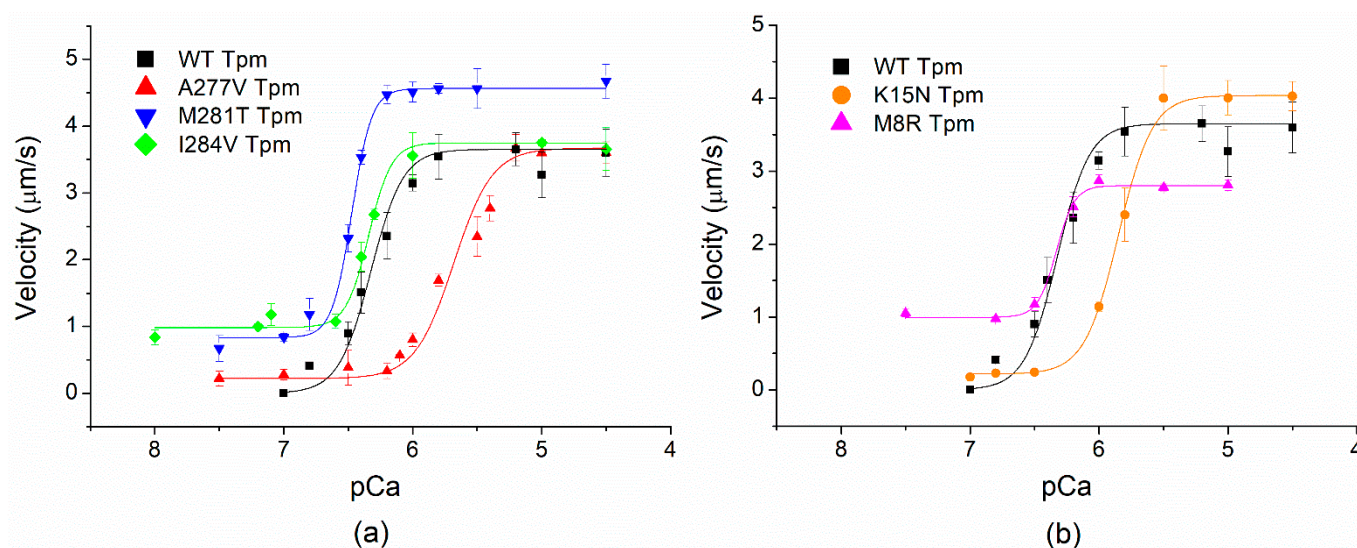 WT Tpm
A277V Tpm
M281T Tpm
I284V Tpm
Velocity (μm/s)
5
4
3
2
1
0
8 7 6 5 4
pCa
(a)
WT Tpm
K15N Tpm
M8R Tpm
Velocity (μm/s)
5
4
3
2
1
0
8 7 6 5 4
pCa
(b)